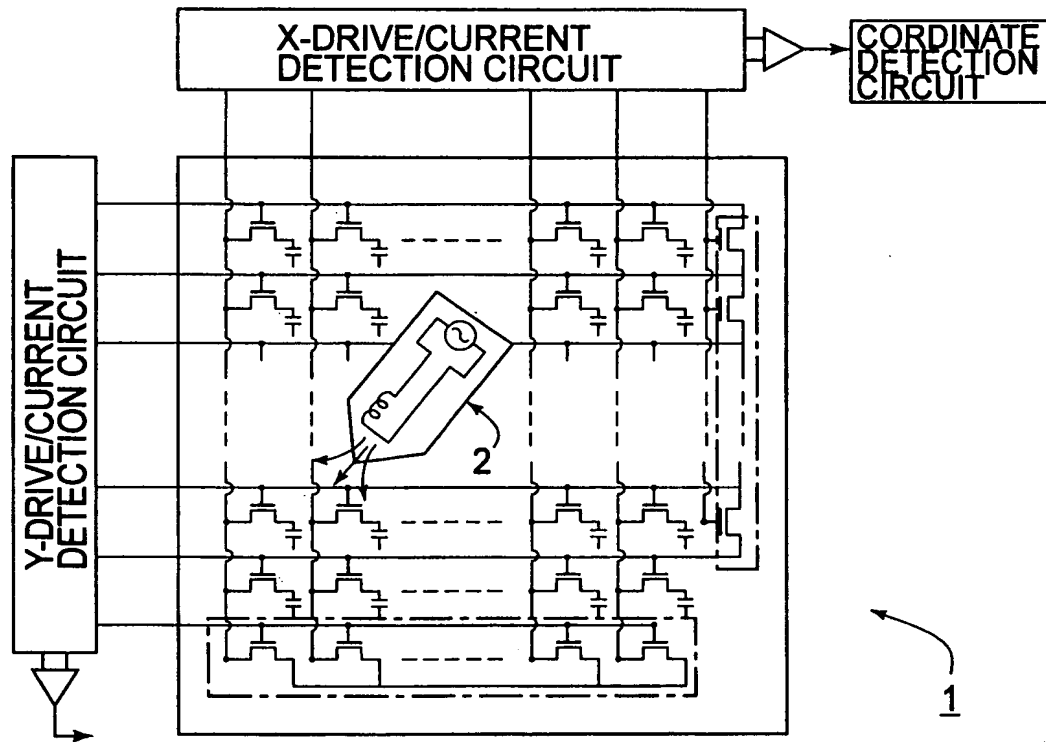 X-DRIVE/CURRENT
DETECTION CIRCUIT
CORDINATE
DETECTION
CIRCUIT
Y-DRIVE/CURRENT
DETECTION CIRCUIT
2
1